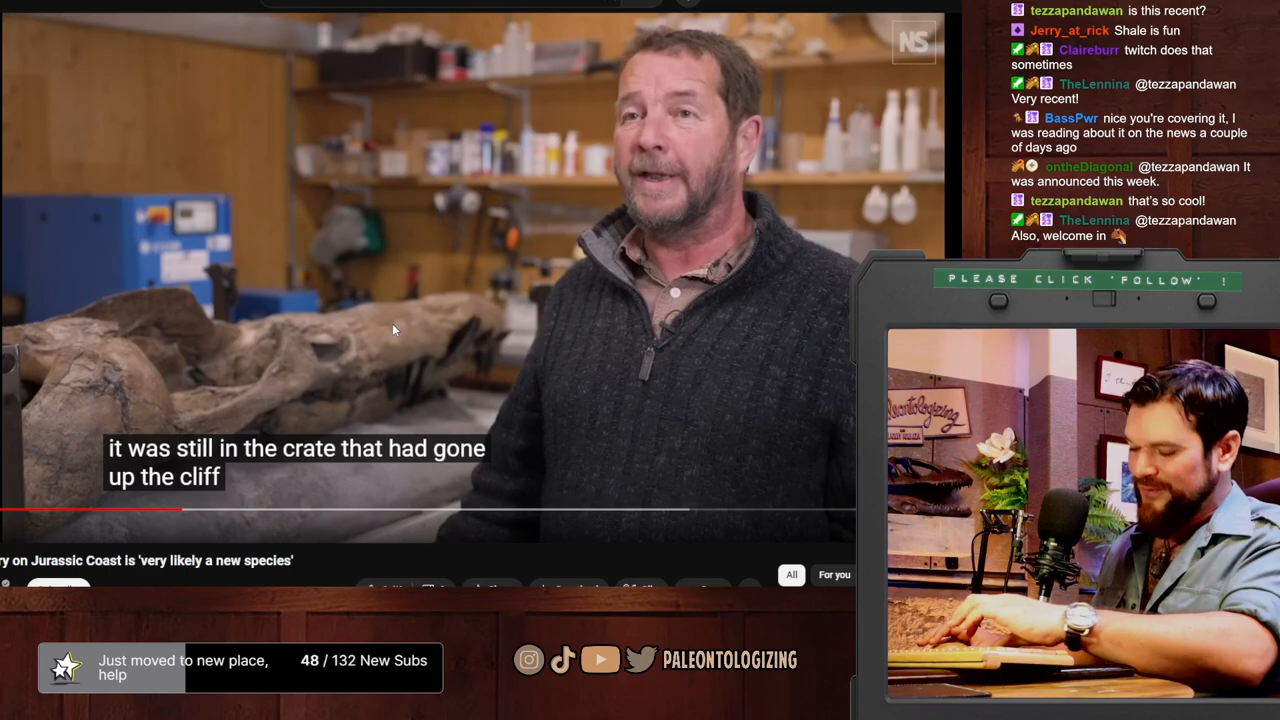 NS
it was still in the crate that had gone
up the cliff
ry on Jurassic Coast is 'very likely a new species'
All
For you
tezzapandawan is this recent?
Jerry_at_rick Shale is fun
Claireburr twitch does that
sometimes
TheLennina @tezzapandawan
Very recent!
BassPwr nice you're covering it, I
was reading about it on the news a couple
of days ago
ontheDiagonal @tezzapandawan It
was announced this week.
tezzapandawan that's so cool!
TheLennina @tezzapandawan
Also, welcome in
PLEASE CLICK 'FOLLOW' !
Just moved to new place,
help
48 / 132 New Subs
PALEONTOLOGIZING